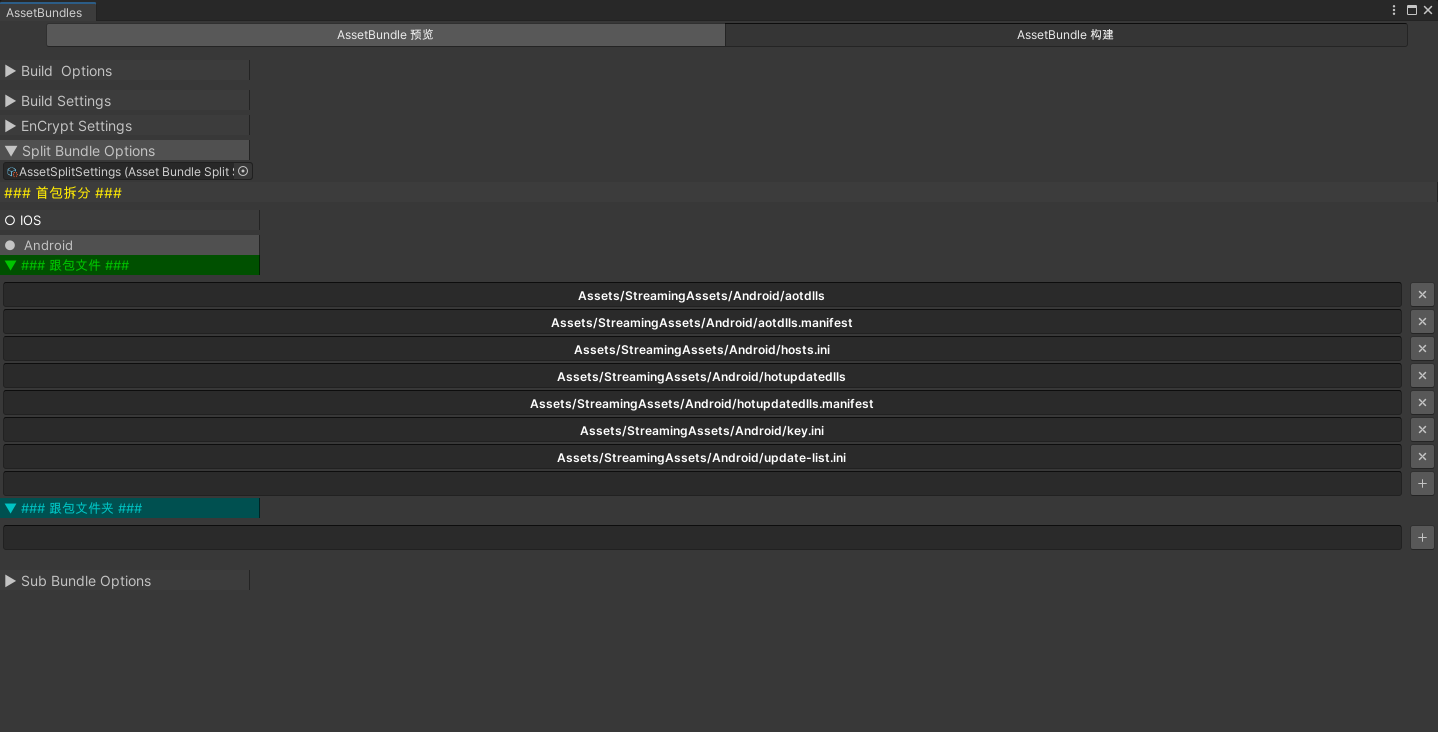 AssetBundles
AssetBundle 预览
AssetBundle 构建
Build  Options
Build Settings
EnCrypt Settings
Split Bundle Options
AssetSplitSettings (Asset Bundle Split
### 首包拆分 ###
IOS
Android
### 跟包文件 ###
Assets/StreamingAssets/Android/aotdlls
Assets/StreamingAssets/Android/aotdlls.manifest
Assets/StreamingAssets/Android/hosts.ini
Assets/StreamingAssets/Android/hotupdatedlls
Assets/StreamingAssets/Android/hotupdatedlls.manifest
Assets/StreamingAssets/Android/key.ini
Assets/StreamingAssets/Android/update-list.ini
### 跟包文件夹 ###
Sub Bundle Options